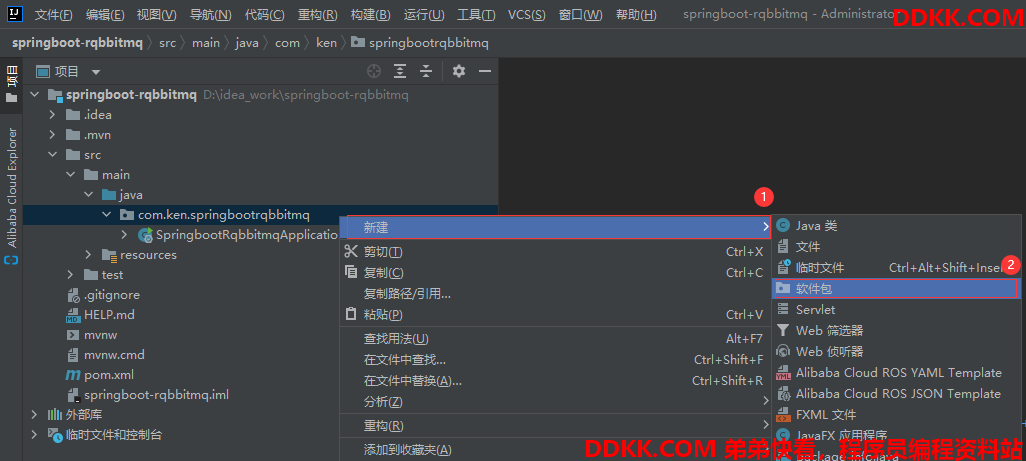 文件(F) 编辑(E) 视图(V) 导航(N) 代码(C) 重构(R) 构建(B) 运行(U) 工具(T) VCS(S) 窗口(W) 帮助(H) springboot-rqbbitmq - Administrator
DDKK.COM
springboot-rqbbitmq src main java com ken springbootrqbbitmq
项目
项目
Alibaba Cloud Explorer
springboot-rqbbitmq D:\idea_work\springboot-rqbbitmq
.idea
.mvn
src
main
java
com.ken.springbootrqbbitmq
SpringbootRqbbitmqApplicatio
resources
test
.gitignore
HELP.md
mvnw
mvnw.cmd
pom.xml
springboot-rqbbitmq.iml
外部库
临时文件和控制台
1
新建
剪切(T) Ctrl+X
复制(C) Ctrl+C
复制路径/引用...
粘贴(P) Ctrl+V
查找用法(U) Alt+F7
在文件中查找... Ctrl+Shift+F
在文件中替换(A)... Ctrl+Shift+R
分析(Z)
重构(R)
添加到收藏夹(A)
Java 类
文件
临时文件 Ctrl+Alt+Shift+Inser
2
软件包
Servlet
Web 筛选器
Web 侦听器
Alibaba Cloud ROS YAML Template
Alibaba Cloud ROS JSON Template
FXML 文件
JavaFX 应用程序
package-info.java
DDKK.COM 弟弟快看，程序员编程资料站